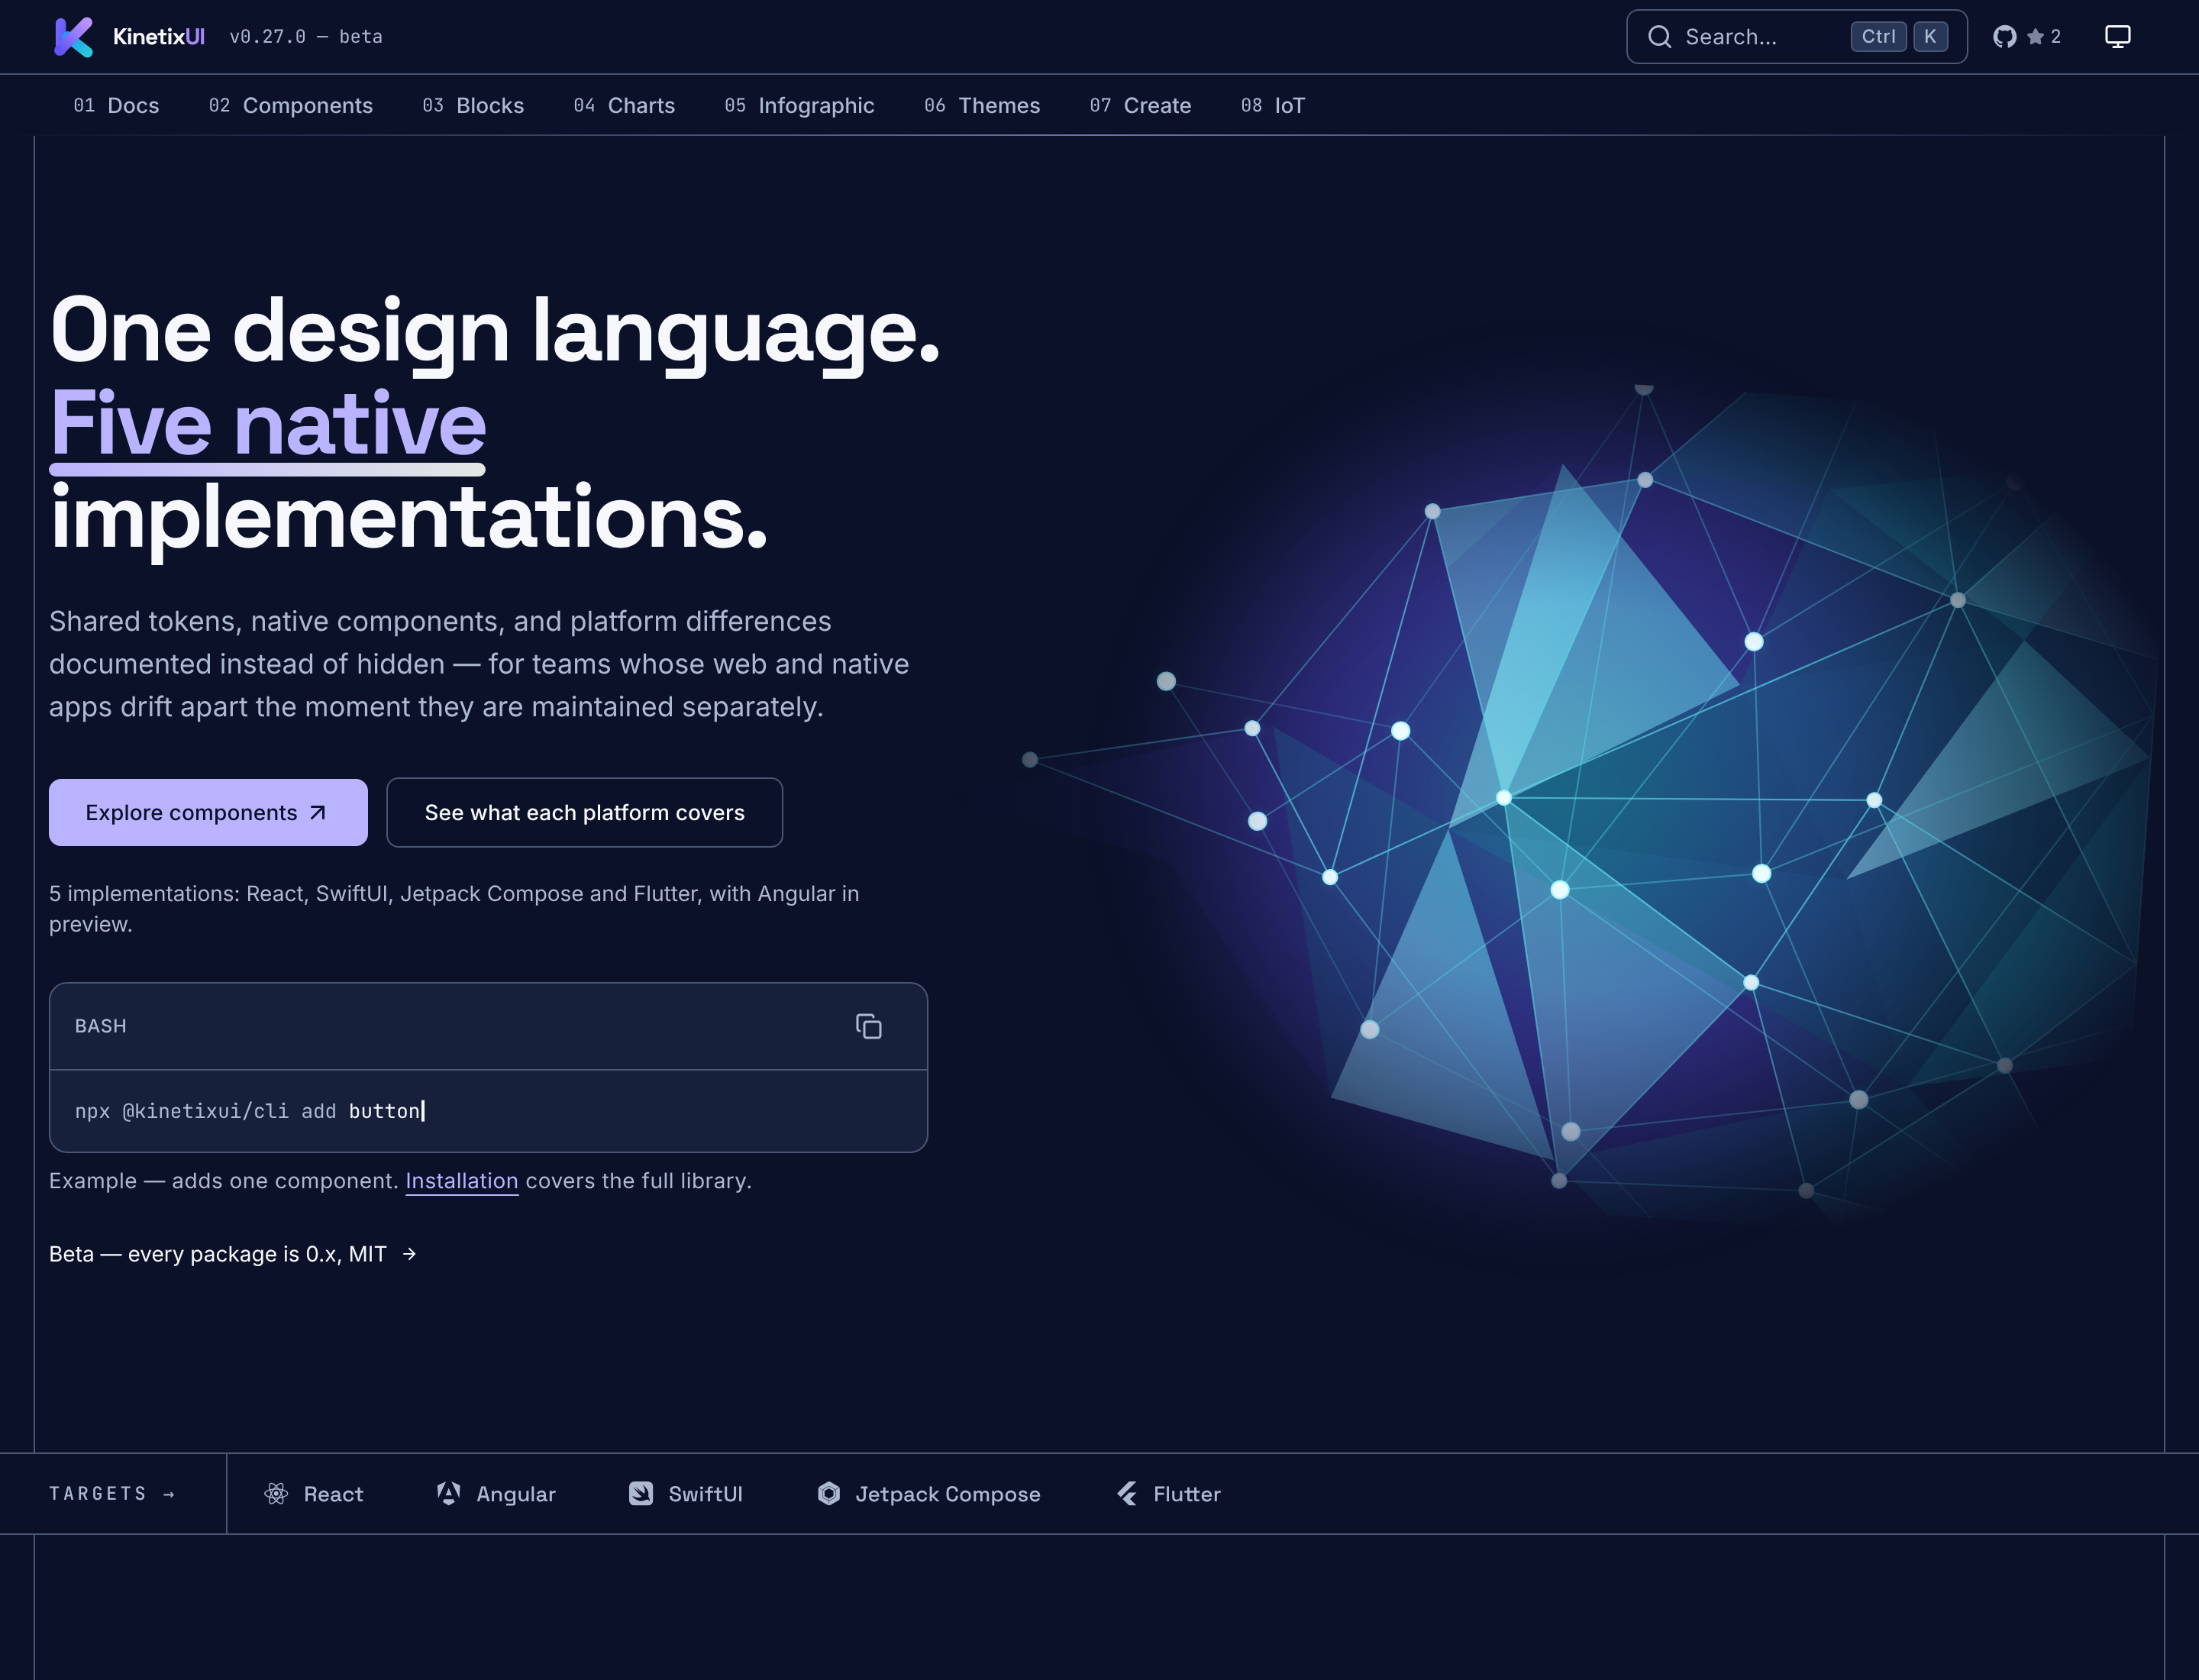 KinetixUI v0.27.0 — beta
Search... Ctrl K
2
01 Docs 02 Components 03 Blocks 04 Charts 05 Infographic 06 Themes 07 Create 08 IoT
One design language.
Five native
implementations.
Shared tokens, native components, and platform differences
documented instead of hidden — for teams whose web and native
apps drift apart the moment they are maintained separately.
Explore components ↗
See what each platform covers
5 implementations: React, SwiftUI, Jetpack Compose and Flutter, with Angular in
preview.
BASH
npx @kinetixui/cli add button
Example — adds one component. Installation covers the full library.
Beta — every package is 0.x, MIT →
TARGETS → React Angular SwiftUI Jetpack Compose Flutter